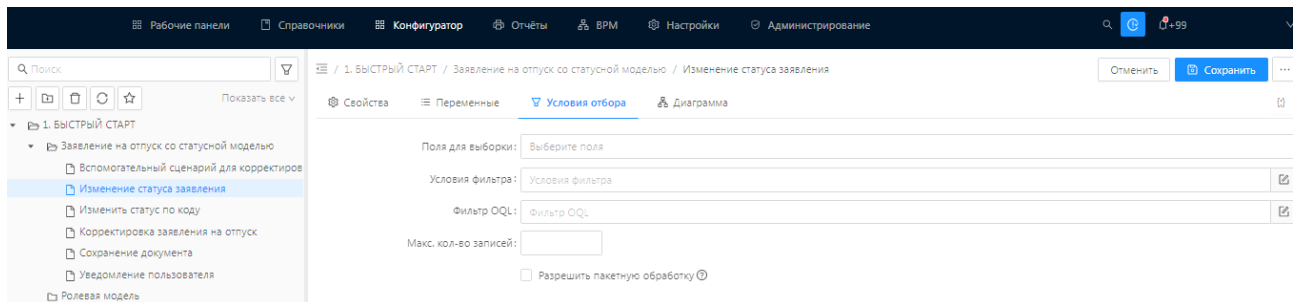 Рабочие панели Справочники Конфигуратор Отчёты BPM Настройки Администрирование +99
Поиск
/ 1. БЫСТРЫЙ СТАРТ / Заявление на отпуск со статусной моделью / Изменение статуса заявления
Отменить Сохранить ...
Показать все
Свойства Переменные Условия отбора Диаграмма
1. БЫСТРЫЙ СТАРТ
Заявление на отпуск со статусной моделью
Вспомогательный сценарий для корректиров
Изменение статуса заявления
Изменить статус по коду
Корректировка заявления на отпуск
Сохранение документа
Уведомление пользователя
Ролевая модель
Поля для выборки: Выберите поля
Условия фильтра: Условия фильтра
Фильтр OQL: Фильтр OQL
Макс. кол-во записей:
Разрешить пакетную обработку